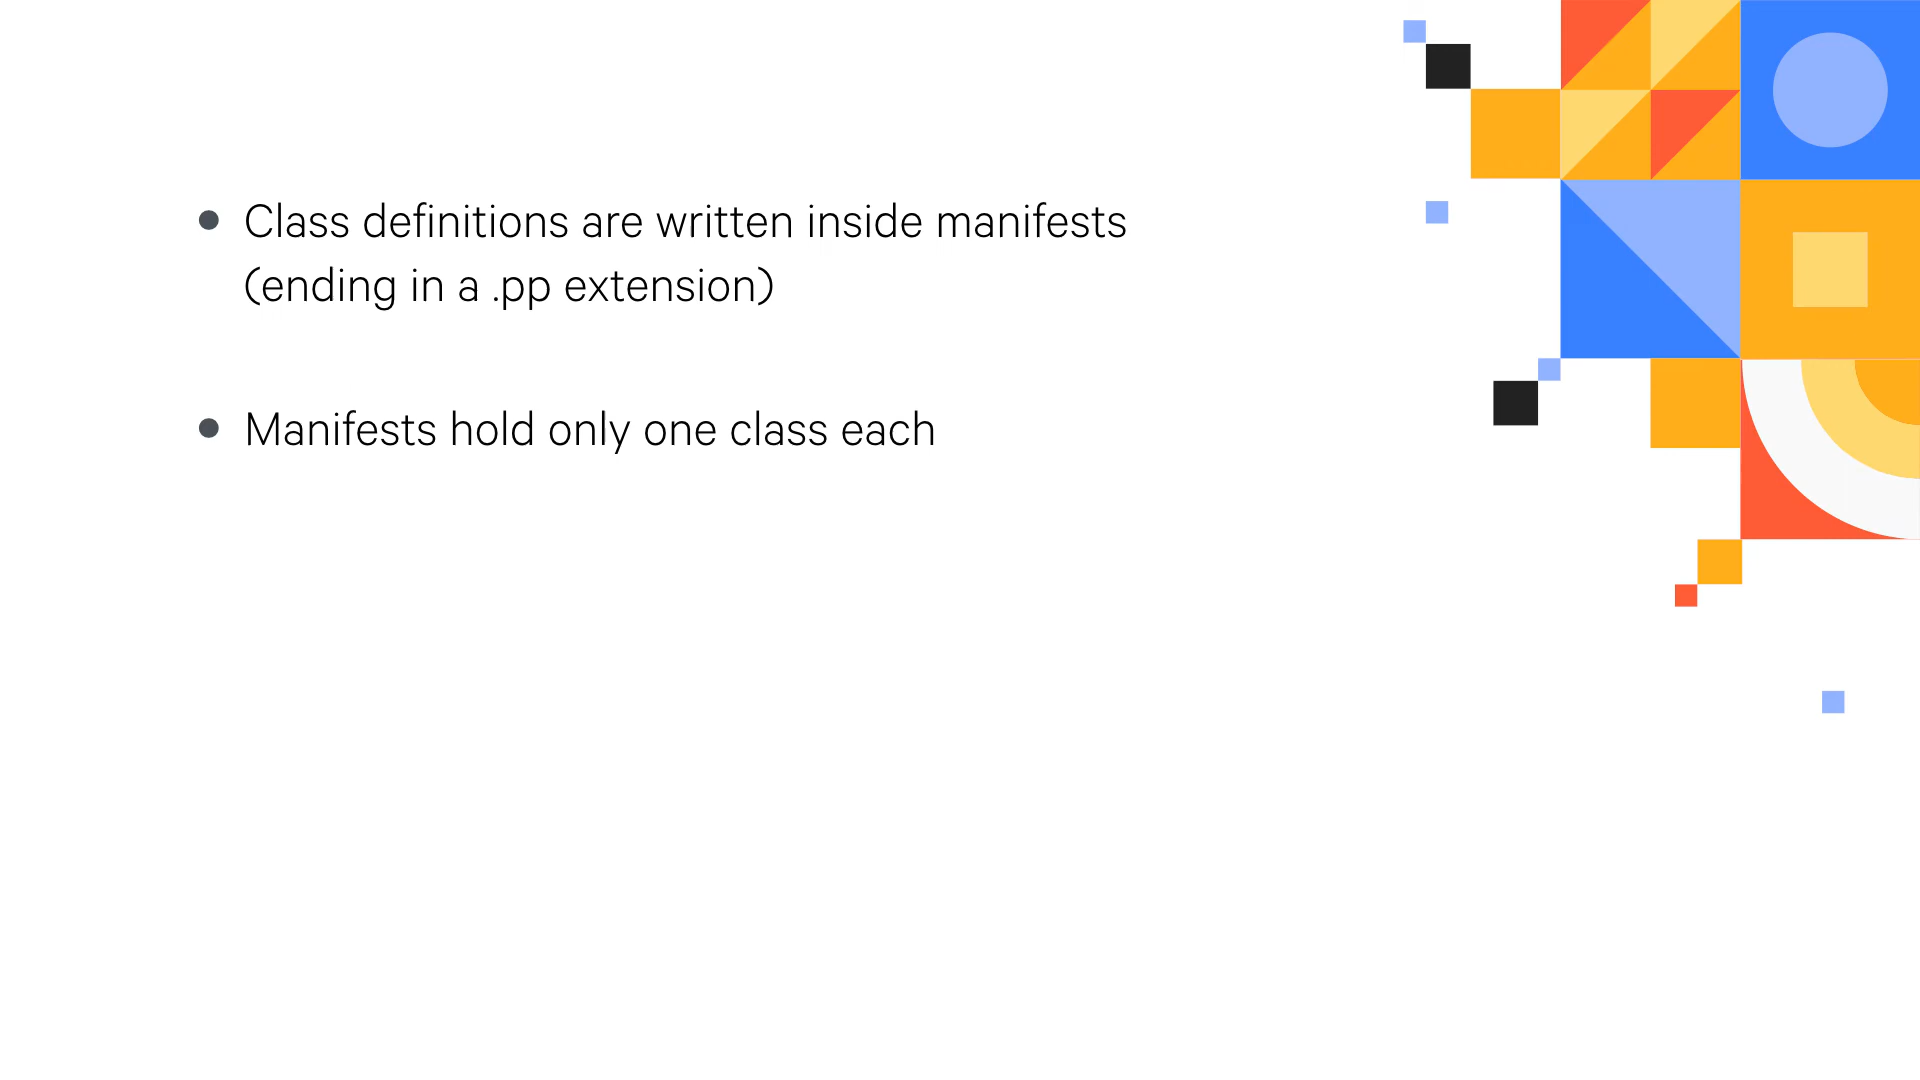 • Class definitions are written inside manifests
(ending in a .pp extension)
• Manifests hold only one class each